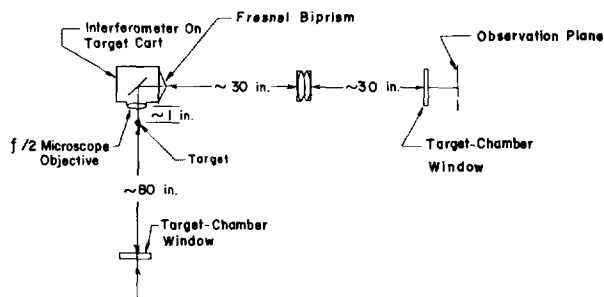 Interferometer On
Target Cart
Fresnel Biprism
Observation Plane
~30 in.
~30 in.
~1 in.
f/2 Microscope
Objective
Target
Target-Chamber
Window
~80 in.
Target-Chamber
Window